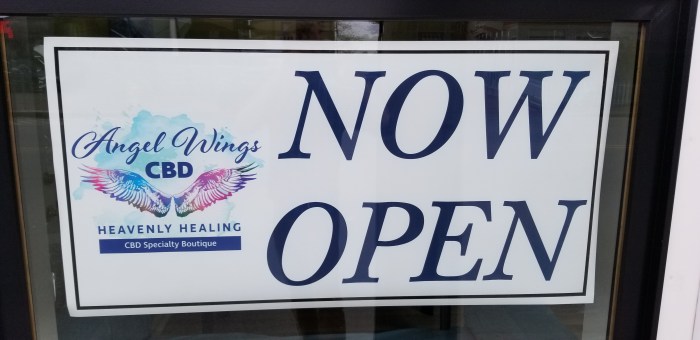 Angel Wings
CBD
HEAVENLY HEALING
CBD Specialty Boutique
NOW
OPEN